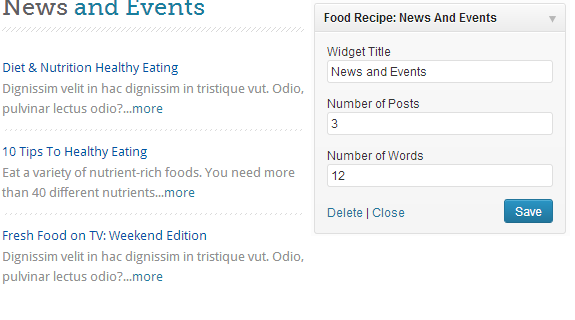 News and Events
Diet & Nutrition Healthy Eating
Dignissim velit in hac dignissim in tristique vut. Odio,
pulvinar lectus odio?...more
10 Tips To Healthy Eating
Eat a variety of nutrient-rich foods. You need more
than 40 different nutrients...more
Fresh Food on TV: Weekend Edition
Dignissim velit in hac dignissim in tristique vut. Odio,
pulvinar lectus odio?...more
Food Recipe: News And Events
Widget Title
News and Events
Number of Posts
3
Number of Words
12
Delete | Close
Save